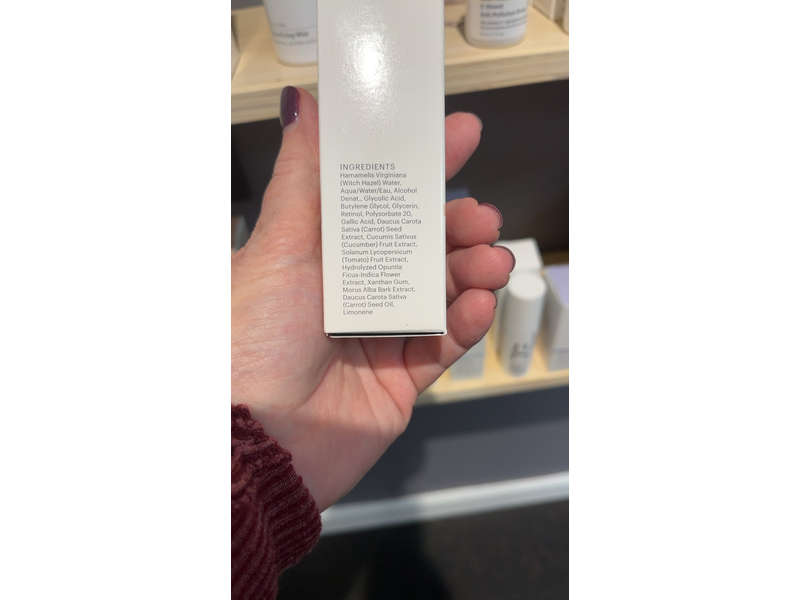 INGREDIENTS
Hamamelis Virginiana
(Witch Hazel) Water,
Aqua/Water/Eau, Alcohol
Denat., Glycolic Acid,
Butylene Glycol, Glycerin,
Retinol, Polysorbate 20,
Gallic Acid, Daucus Carota
Sativa (Carrot) Seed
Extract, Cucumis Sativus
(Cucumber) Fruit Extract,
Solanum Lycopersicum
(Tomato) Fruit Extract,
Hydrolyzed Opuntia
Ficus-Indica Flower
Extract, Xanthan Gum,
Morus Alba Bark Extract,
Daucus Carota Sativa
(Carrot) Seed Oil,
Limonene